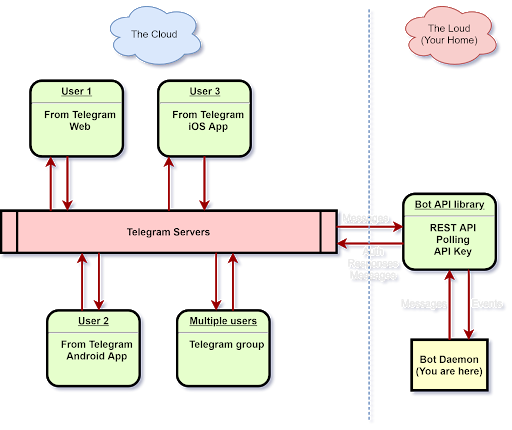 The Cloud
The Loud
(Your Home)
User 1
From Telegram
Web
User 3
From Telegram
iOS App
Bot API library
REST API
Polling
API Key
Messages
Telegram Servers
Responses
Messages
User 2
From Telegram
Android App
Multiple users
Telegram group
Messages
Events
Bot Daemon
(You are here)